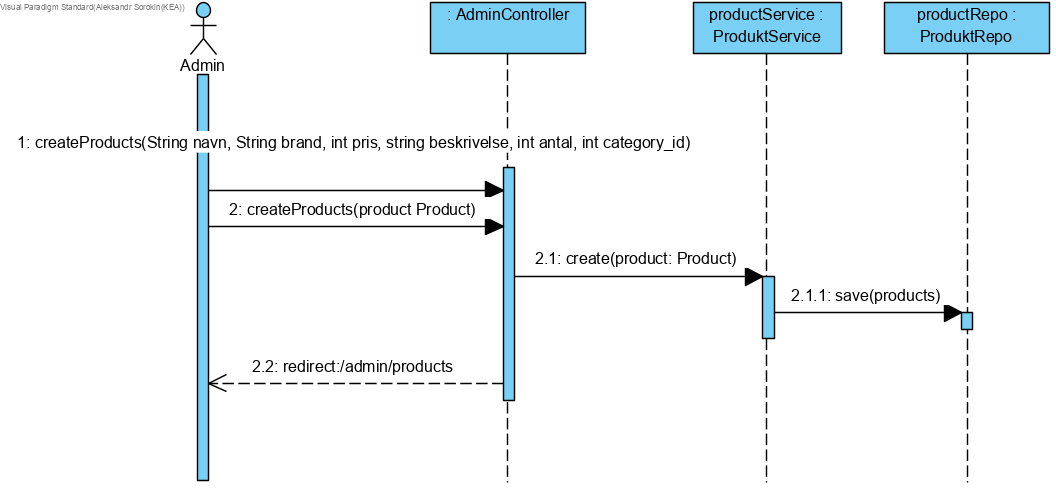 Visual Paradigm Standard(Aleksandr Sorokin(KEA))
Admin
: AdminController
productService :
ProduktService
productRepo :
ProduktRepo
1: createProducts(String navn, String brand, int pris, string beskrivelse, int antal, int category_id)
2: createProducts(product Product)
2.1: create(product: Product)
2.1.1: save(products)
2.2: redirect:/admin/products